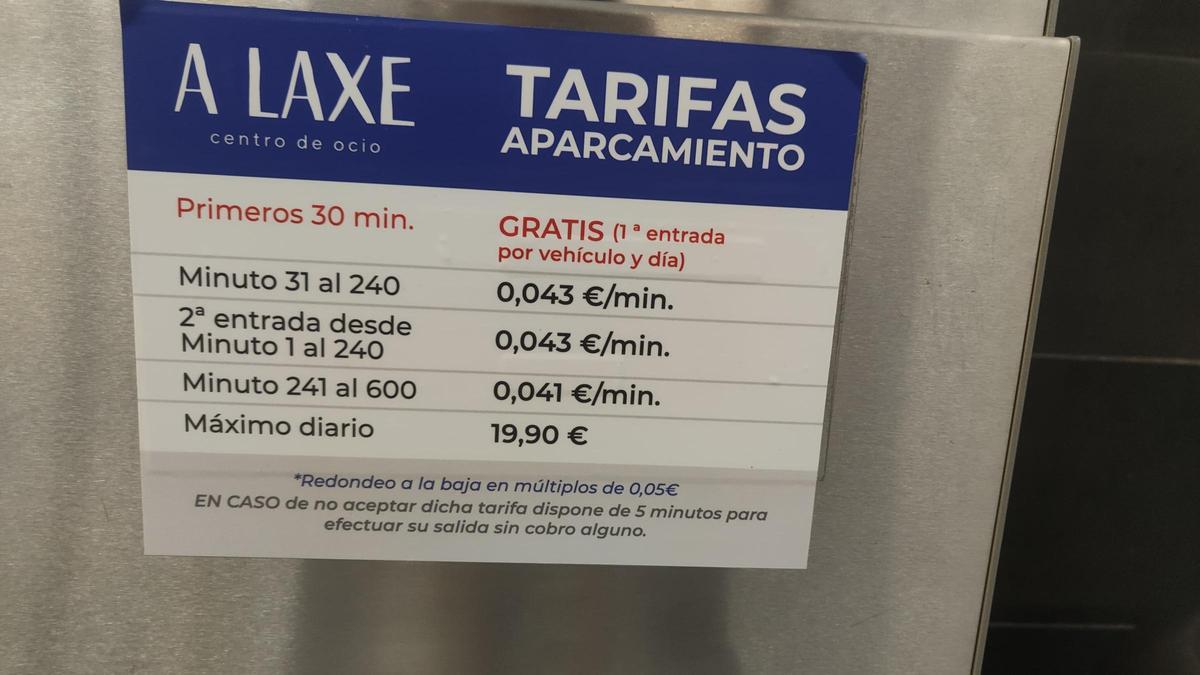 A LAXE
centro de ocio
TARIFAS
APARCAMIENTO
Primeros 30 min.
GRATIS (1ª entrada
por vehículo y día)
Minuto 31 al 240
0,043 €/min.
2ª entrada desde
Minuto 1 al 240
0,043 €/min.
Minuto 241 al 600
0,041 €/min.
Máximo diario
19,90 €
*Redondeo a la baja en múltiplos de 0,05€
EN CASO de no aceptar dicha tarifa dispone de 5 minutos para
efectuar su salida sin cobro alguno.